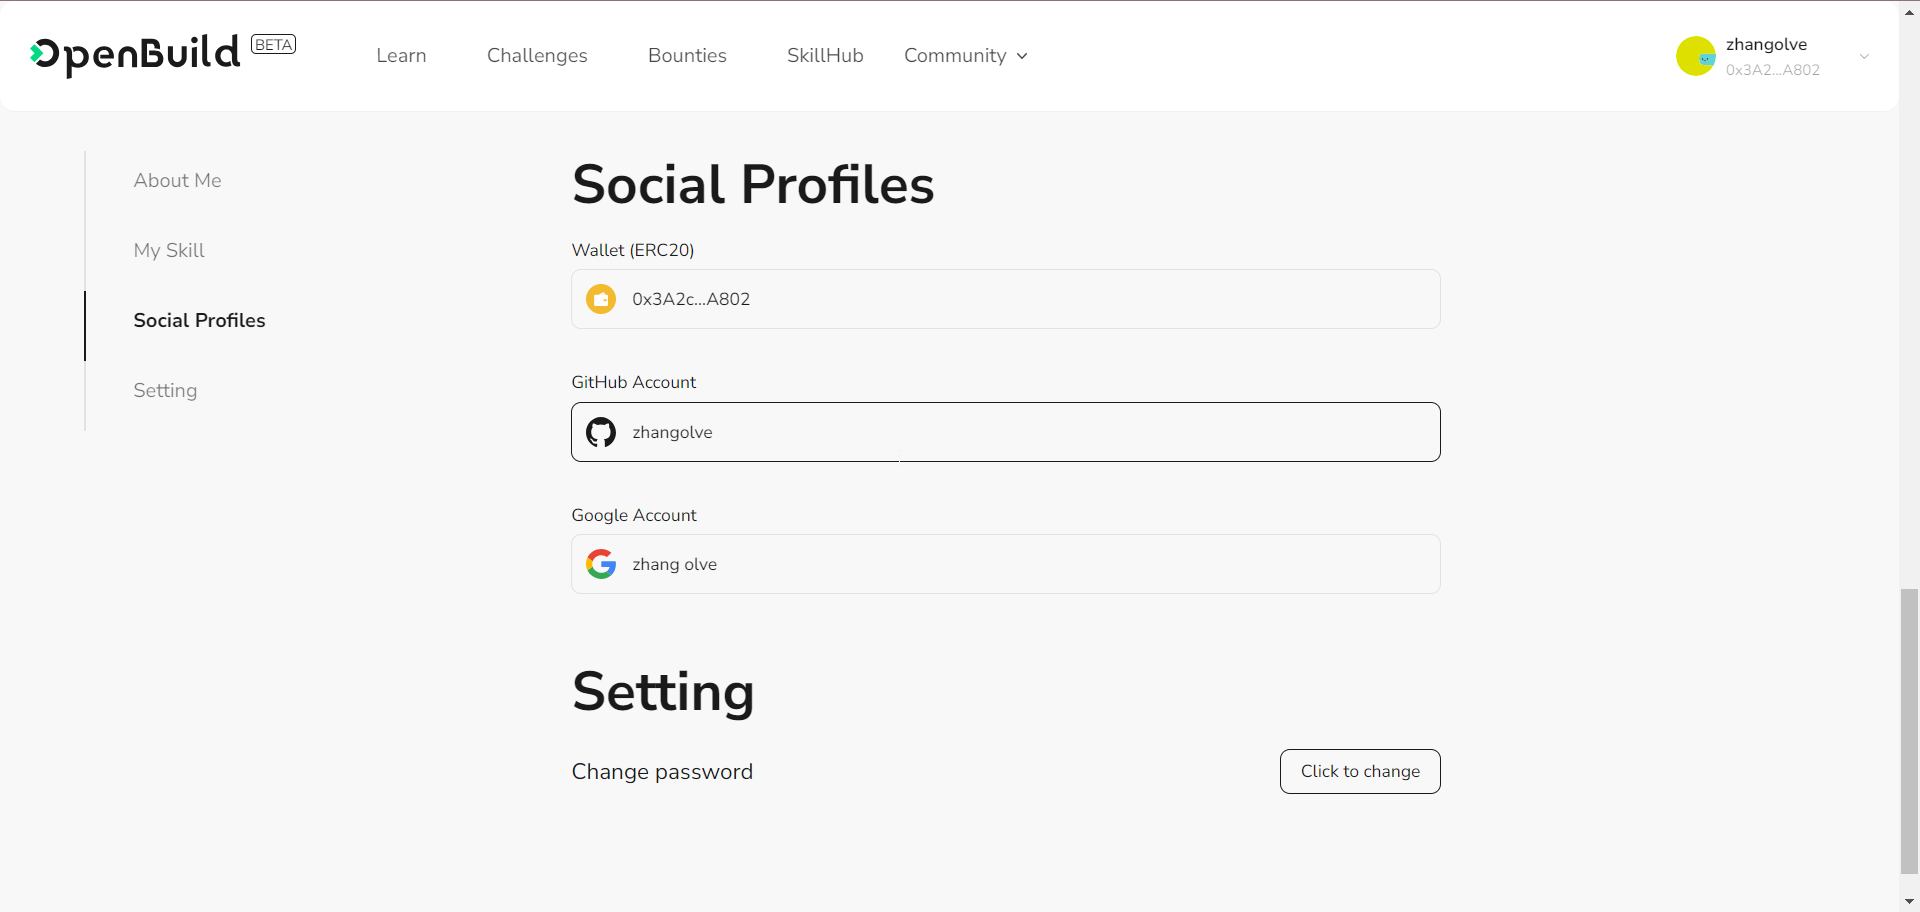 OpenBuild BETA
Learn Challenges Bounties SkillHub Community
zhangolve
0x3A2...A802
About Me
My Skill
Social Profiles
Setting
Social Profiles
Wallet (ERC20)
0x3A2c...A802
GitHub Account
zhangolve
Google Account
zhang olve
Setting
Change password
Click to change